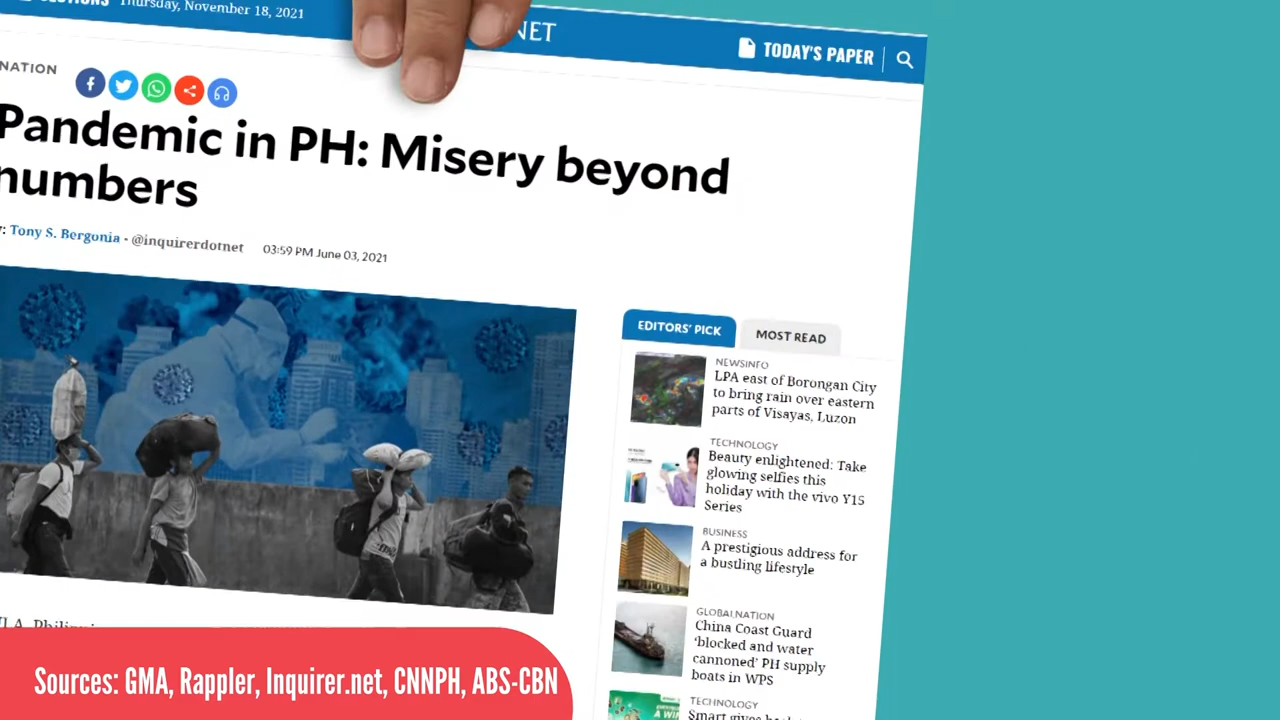 Thursday, November 18, 2021
NET
TODAY'S PAPER
NATION
Pandemic in PH: Misery beyond
numbers
Tony S. Bergonia - @inquirerdotnet 03:59 PM June 03, 2021
EDITORS' PICK
MOST READ
NEWSINFO
LPA east of Borongan City
to bring rain over eastern
parts of Visayas, Luzon
TECHNOLOGY
Beauty enlightened: Take
glowing selfies this
holiday with the vivo Y15
Series
BUSINESS
A prestigious address for
a bustling lifestyle
GLOBALNATION
China Coast Guard
‘blocked and water
cannoned’ PH supply
boats in WPS
TECHNOLOGY
Smart gives
Sources: GMA, Rappler, Inquirer.net, CNNPH, ABS-CBN